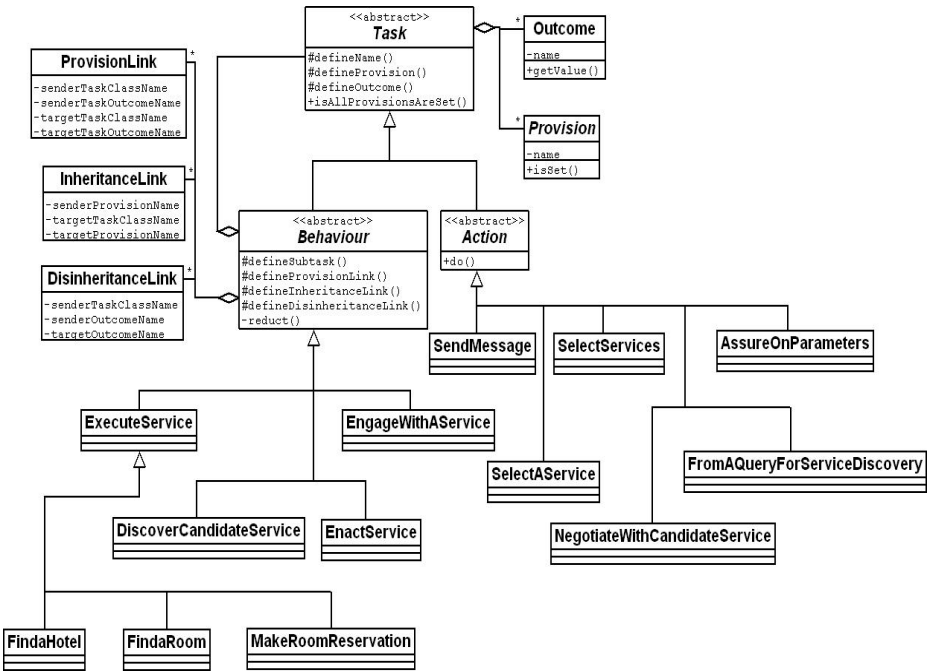 <<abstract>>
Task
#defineName()
#defineProvision()
#defineOutcome()
+isAllProvisionsAreSet()
*
Outcome
-name
+getValue()
*
Provision
-name
+isSet()
ProvisionLink
*
-senderTaskClassName
-senderTaskOutcomeName
-targetTaskClassName
-targetTaskOutcomeName
InheritanceLink
*
-senderProvisionName
-targetTaskClassName
-targetProvisionName
DisinheritanceLink
*
-senderTaskClassName
-senderOutcomeName
-targetOutcomeName
<<abstract>>
Behaviour
#defineSubtask()
#defineProvisionLink()
#defineInheritanceLink()
#defineDisinheritanceLink()
-reduct()
<<abstract>>
Action
+do()
SendMessage
SelectServices
AssureOnParameters
ExecuteService
EngageWithAService
SelectAService
FromAQueryForServiceDiscovery
DiscoverCandidateService
EnactService
NegotiateWithCandidateService
FindaHotel
FindaRoom
MakeRoomReservation